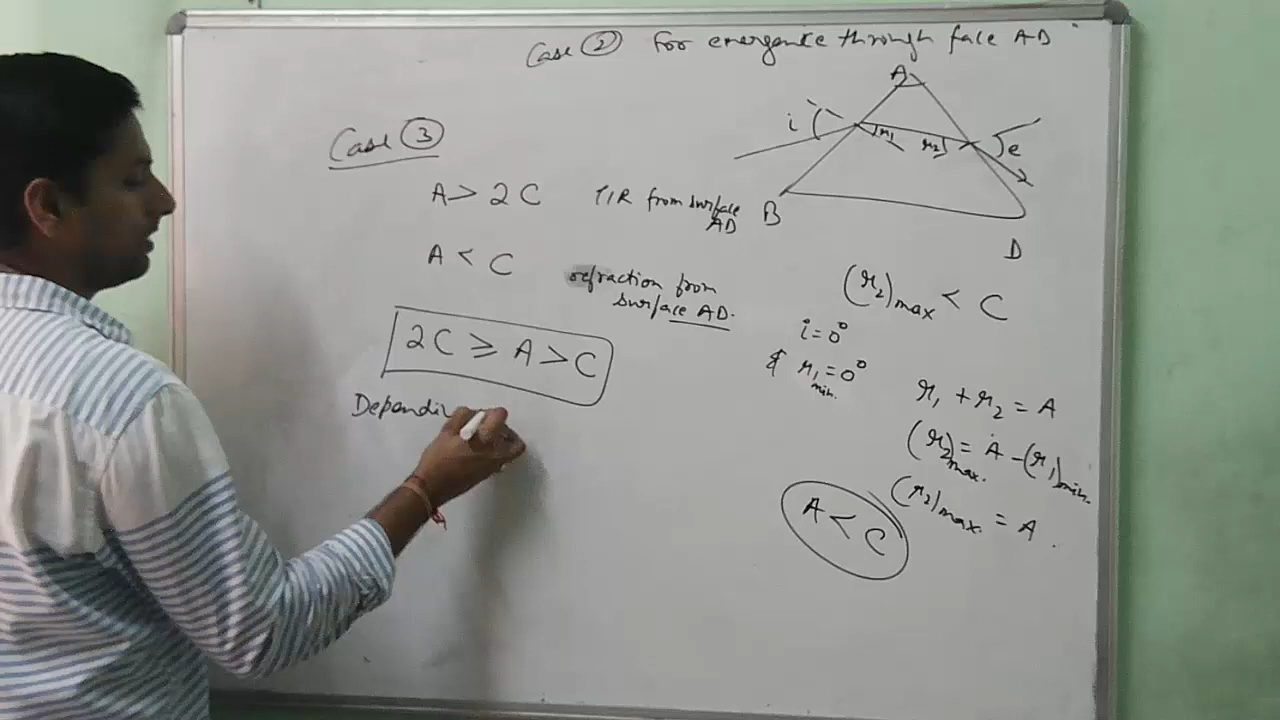 Case ② For emergence through face AD
A
i
r₁
r₂
e
B
D
Case ③
A > 2C TIR from surface
AD
A < C refraction from
surface AD.
2C ≥ A > C
Dependi
(r₂)max < C
i = 0°
& r₁ = 0°
min.
r₁ + r₂ = A
(r₂)max. = A - (r₁)min.
(r₂)max. = A.
A < C